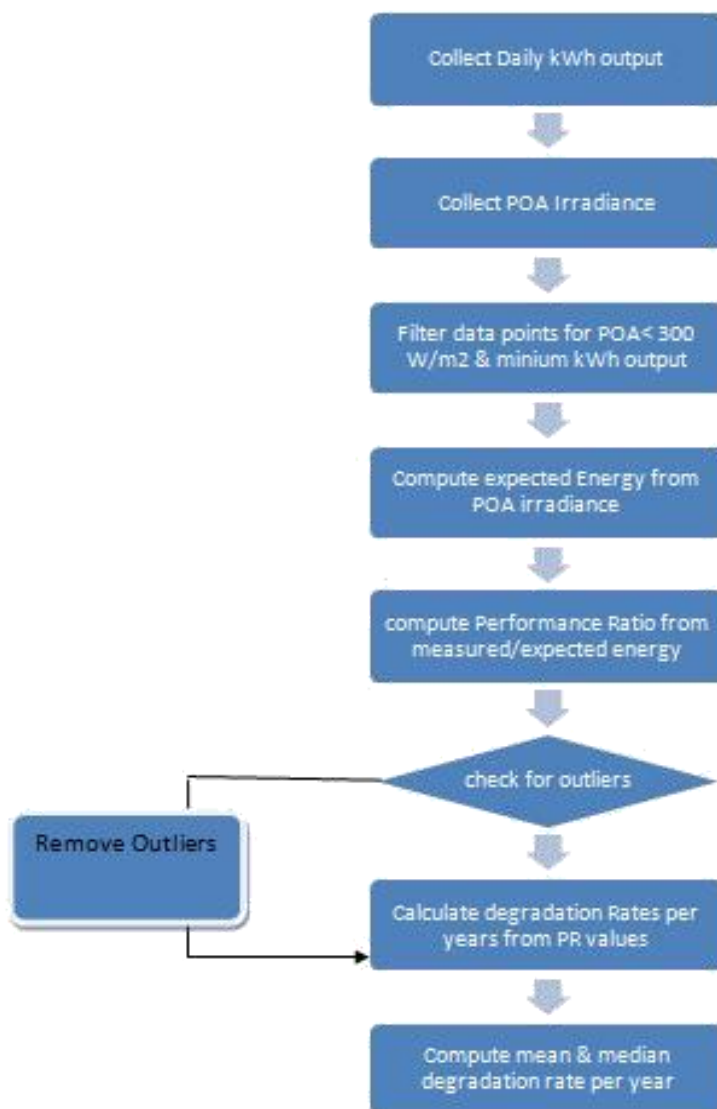 Collect Daily kWh output
Collect POA Irradiance
Filter data points for POA< 300
W/m2 & minium kWh output
Compute expected Energy from
POA irradiance
compute Performance Ratio from
measured/expected energy
check for outliers
Remove Outliers
Calculate degradation Rates per
years from PR values
Compute mean & median
degradation rate per year